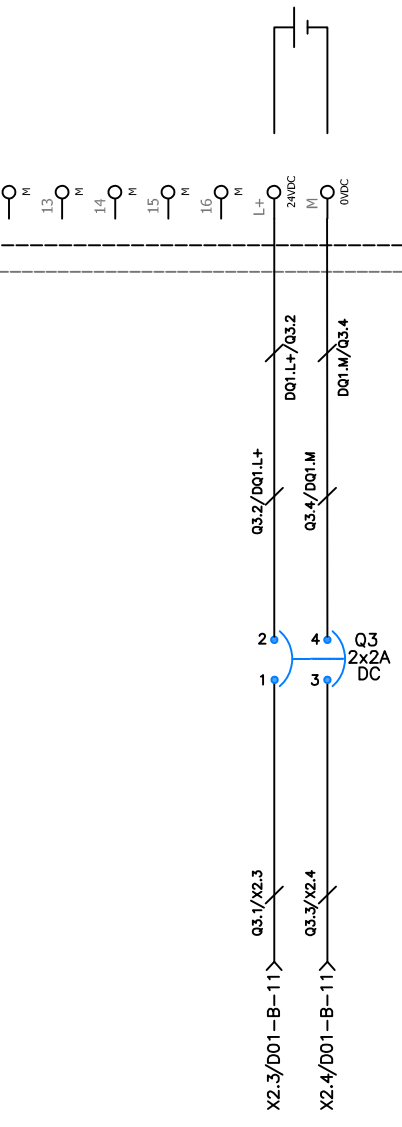 M
13
M
14
M
15
M
16
M
L+
24VDC
M
0VDC
DQ1.L+/Q3.2
DQ1.M/Q3.4
Q3.2/DQ1.L+
Q3.4/DQ1.M
2
4
Q3
2x2A
DC
1
3
Q3.1/X2.3
Q3.3/X2.4
X2.3/D01-B-11
X2.4/D01-B-11